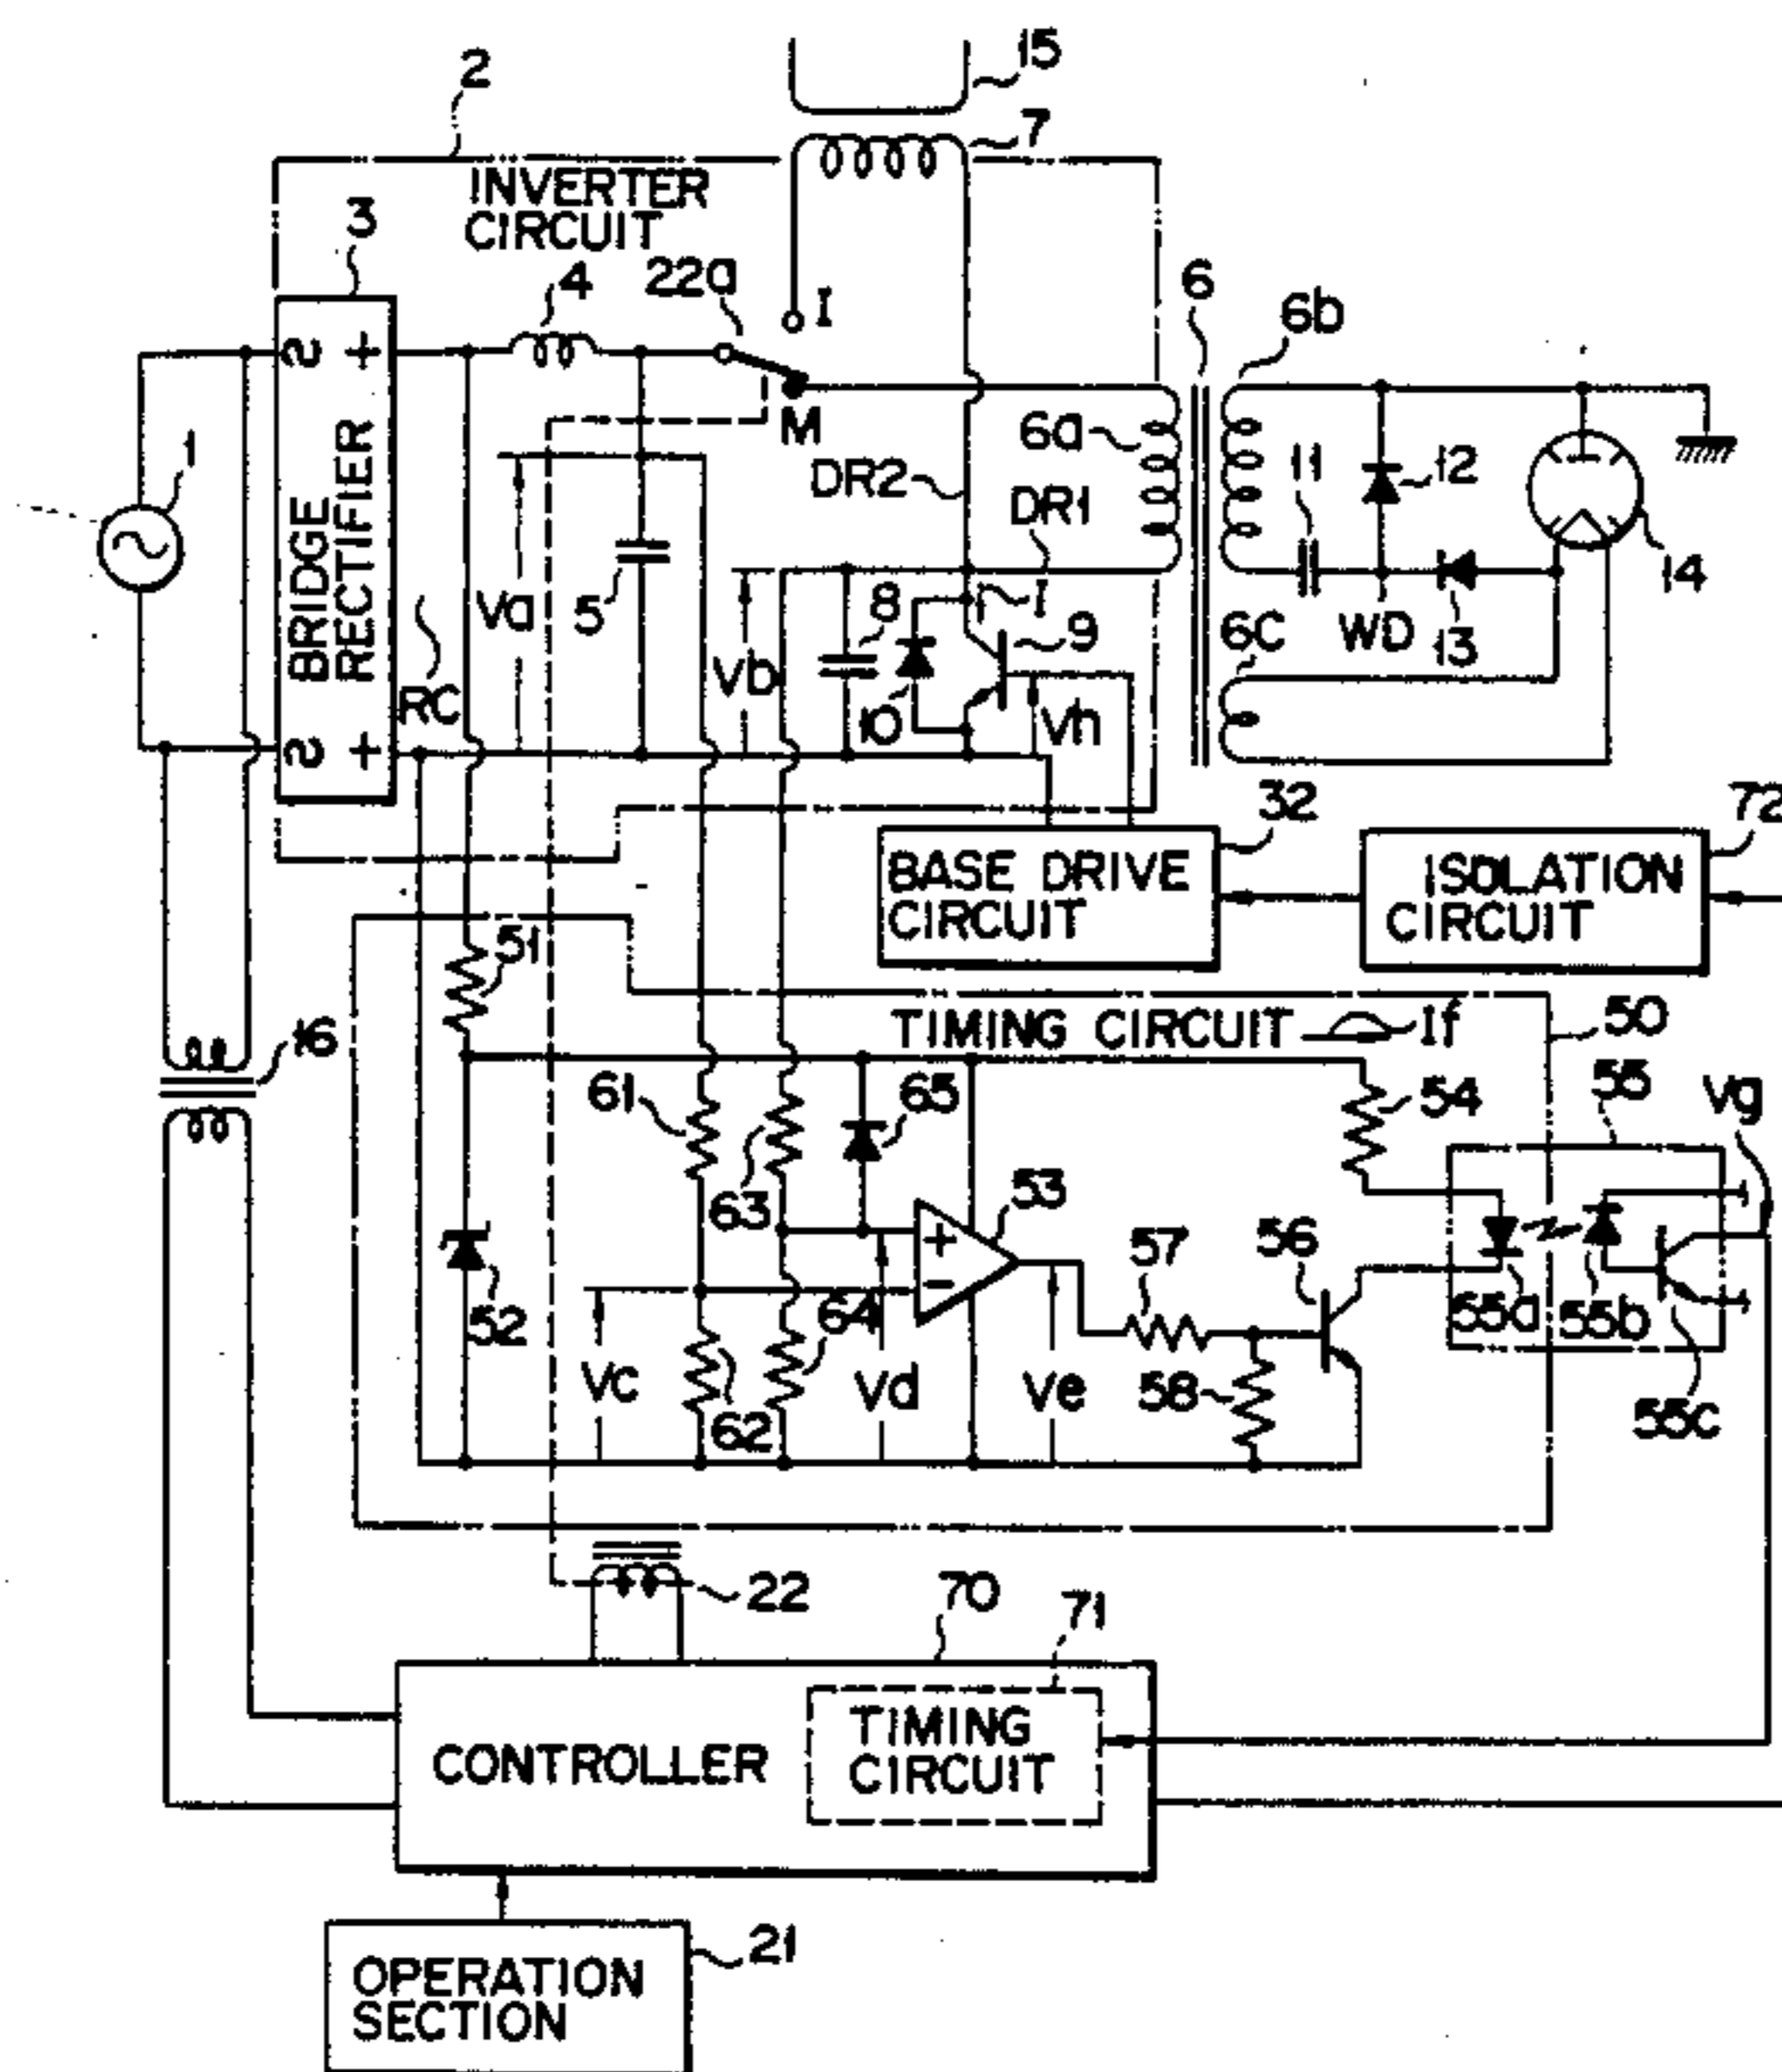 15
2
7
INVERTER
CIRCUIT
3
4
22a
I
6
6b
M
6a
1
BRIDGE
RECTIFIER
+
+
DR2
DR1
11
12
14
Va
5
8
I
9
6C
WD
13
RC
Vb
10
Vh
32
72
BASE DRIVE
CIRCUIT
ISOLATION
CIRCUIT
51
TIMING CIRCUIT
If
50
16
61
65
54
55
Vg
63
53
+
−
57
56
52
64
55a
55b
Vc
Vd
Ve
58
62
55c
22
70
71
CONTROLLER
TIMING
CIRCUIT
21
OPERATION
SECTION